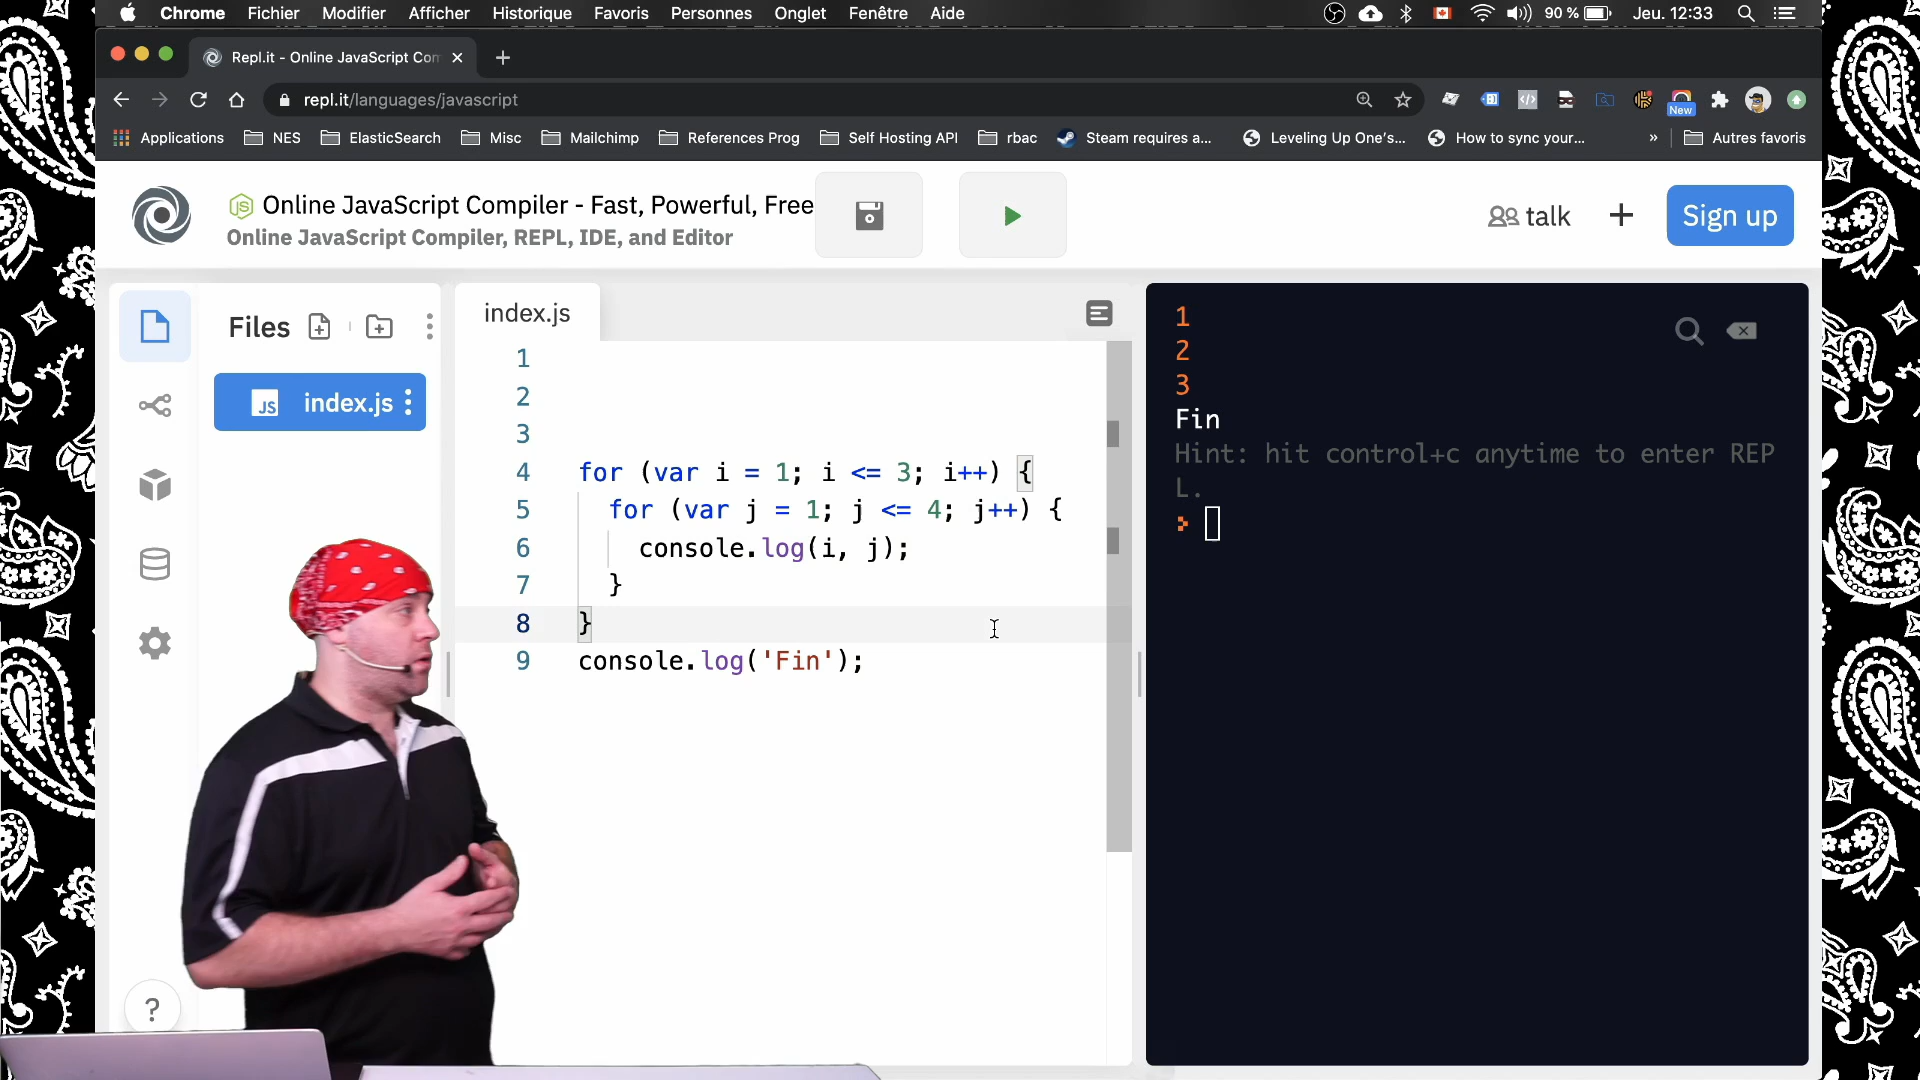 Chrome Fichier Modifier Afficher Historique Favoris Personnes Onglet Fenêtre Aide 90 % Jeu. 12:33
Repl.it - Online JavaScript Com
repl.it/languages/javascript
New
Applications NES ElasticSearch Misc Mailchimp References Prog Self Hosting API rbac Steam requires a... Leveling Up One's... How to sync your... » Autres favoris
Online JavaScript Compiler - Fast, Powerful, Free
Online JavaScript Compiler, REPL, IDE, and Editor
talk + Sign up
Files
JS index.js
index.js
1
2
3
4 for (var i = 1; i <= 3; i++) {
5 for (var j = 1; j <= 4; j++) {
6 console.log(i, j);
7 }
8 }
9 console.log('Fin');
1
2
3
Fin
Hint: hit control+c anytime to enter REP
L.
?